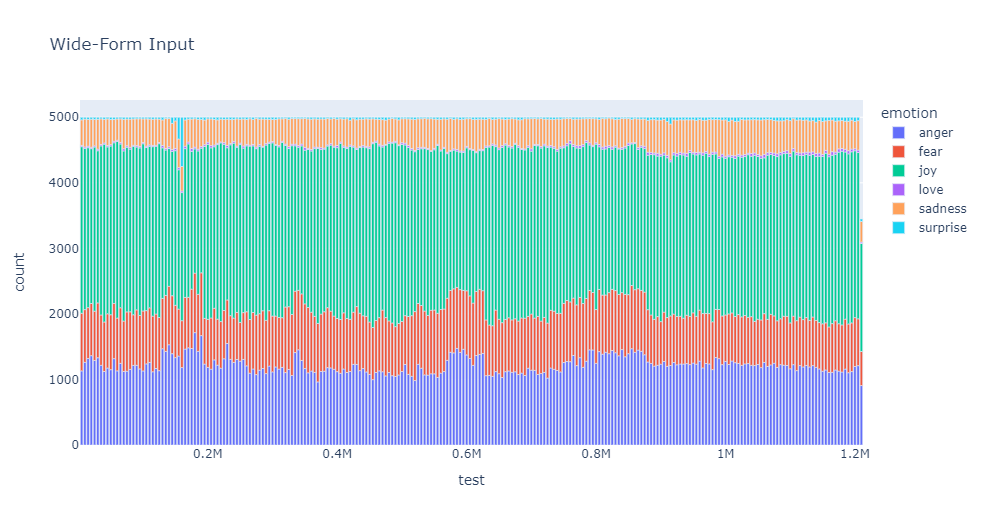 Wide-Form Input
emotion
anger
fear
joy
love
sadness
surprise
5000
4000
3000
2000
1000
0
count
0.2M
0.4M
0.6M
0.8M
1M
1.2M
test